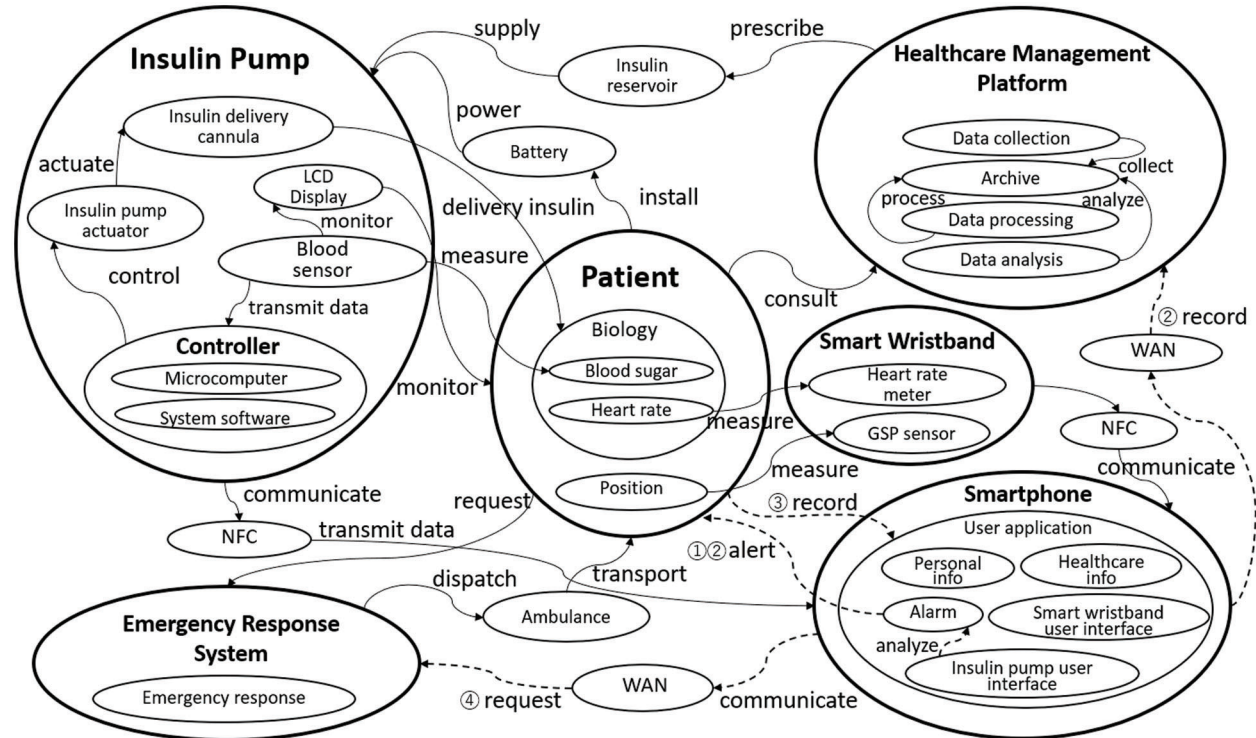 Insulin Pump
Insulin delivery
cannula
actuate
LCD
Display
Insulin pump
actuator
monitor
Blood
sensor
control
transmit data
Controller
Microcomputer
System software
supply
Insulin
reservoir
prescribe
power
Battery
install
delivery insulin
measure
monitor
Healthcare Management
Platform
Data collection
collect
Archive
process
analyze
Data processing
Data analysis
Patient
consult
Biology
Blood sugar
Heart rate
measure
Position
measure
Smart Wristband
Heart rate
meter
GSP sensor
② record
WAN
NFC
communicate
communicate
NFC
transmit data
request
③ record
①② alert
Smartphone
User application
Personal
info
Healthcare
info
Alarm
Smart wristband
user interface
analyze
Insulin pump user
interface
dispatch
transport
Ambulance
Emergency Response
System
Emergency response
④ request
WAN
communicate